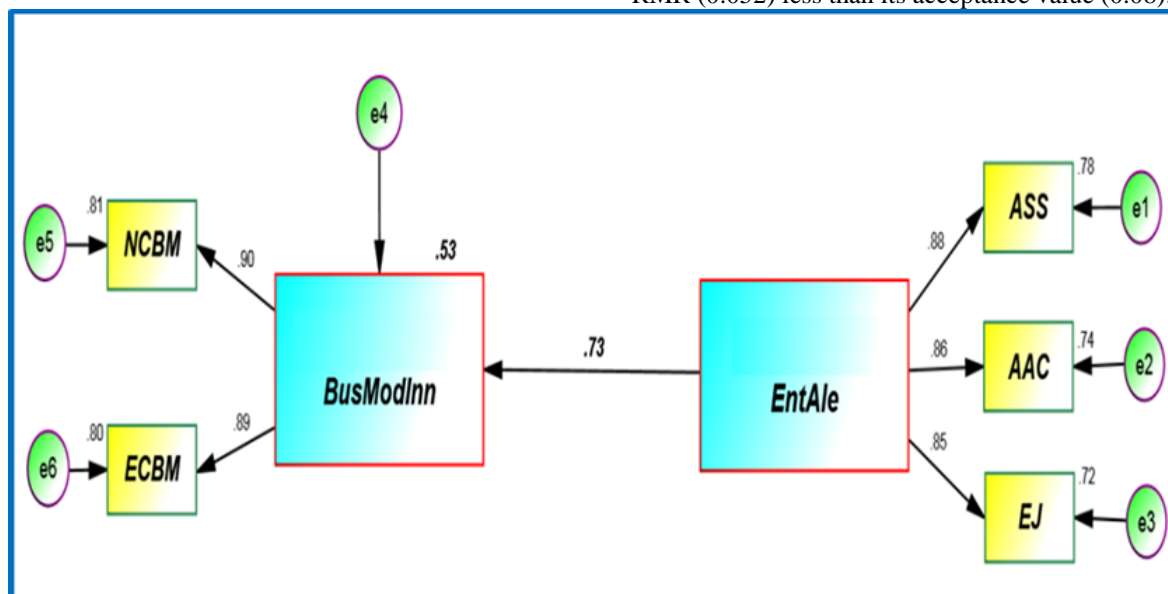 RMR (0.032) less than its acceptance value (0.08).
e4
.78
ASS
e1
.81
NCBM
e5
.90
.53
.88
.73
.86
.74
AAC
e2
BusModInn
EntAle
.85
.89
.80
ECBM
e6
.72
EJ
e3